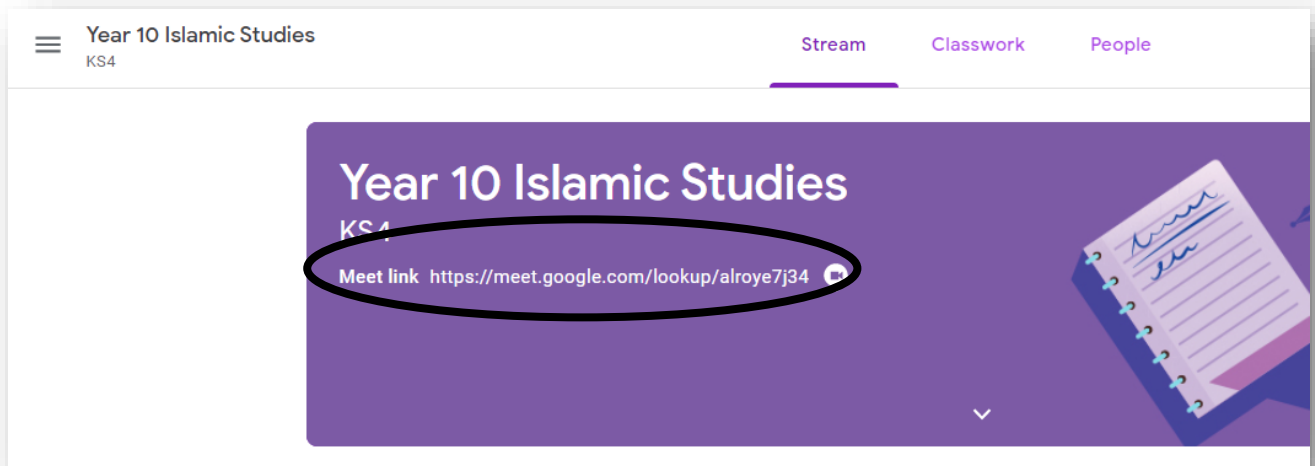 Year 10 Islamic Studies
KS4
Stream Classwork People
Year 10 Islamic Studies
KS4
Meet link https://meet.google.com/lookup/alroye7j34